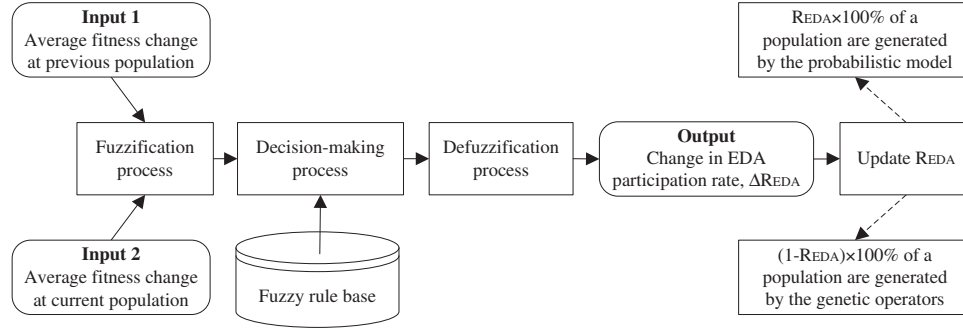 Input 1
Average fitness change
at previous population
REDA×100% of a
population are generated
by the probabilistic model
Fuzzification
process
Decision-making
process
Defuzzification
process
Output
Change in EDA
participation rate, ΔREDA
Update REDA
Input 2
Average fitness change
at current population
Fuzzy rule base
(1-REDA)×100% of a
population are generated
by the genetic operators